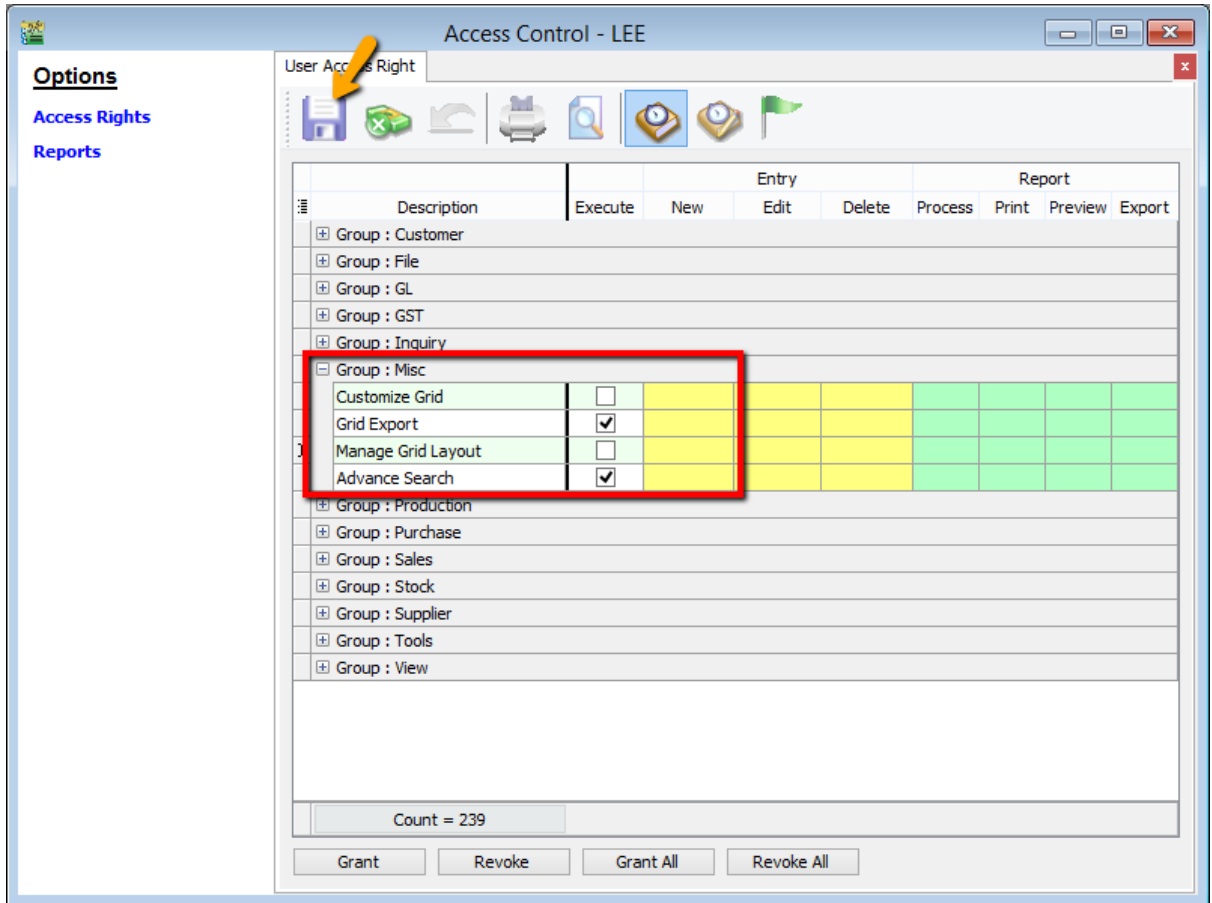 Access Control - LEE
Options
Access Rights
Reports
User Access Right
Entry Report
Description Execute New Edit Delete Process Print Preview Export
Group : Customer
Group : File
Group : GL
Group : GST
Group : Inquiry
Group : Misc
Customize Grid
Grid Export
Manage Grid Layout
Advance Search
Group : Production
Group : Purchase
Group : Sales
Group : Stock
Group : Supplier
Group : Tools
Group : View
Count = 239
Grant Revoke Grant All Revoke All